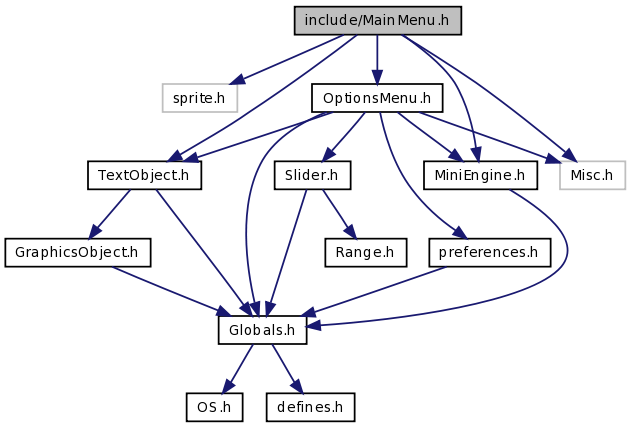 include/MainMenu.h
sprite.h
OptionsMenu.h
TextObject.h
Slider.h
MiniEngine.h
Misc.h
GraphicsObject.h
Range.h
preferences.h
Globals.h
OS.h
defines.h